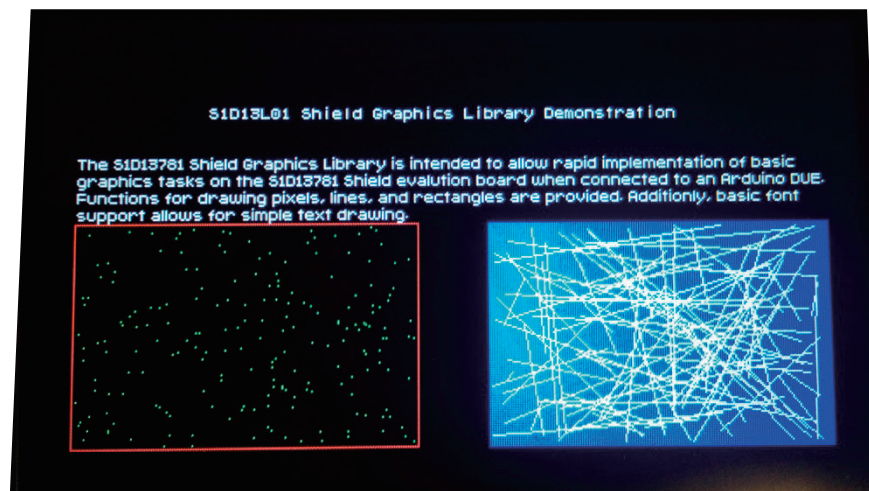 S1D13L01 Shield Graphics Library Demonstration
The S1D13781 Shield Graphics Library is intended to allow rapid implementation of basic
graphics tasks on the S1D13781 Shield evalution board when connected to an Arduino DUE.
Functions for drawing pixels, lines, and rectangles are provided. Additionly, basic font
support allows for simple text drawing.